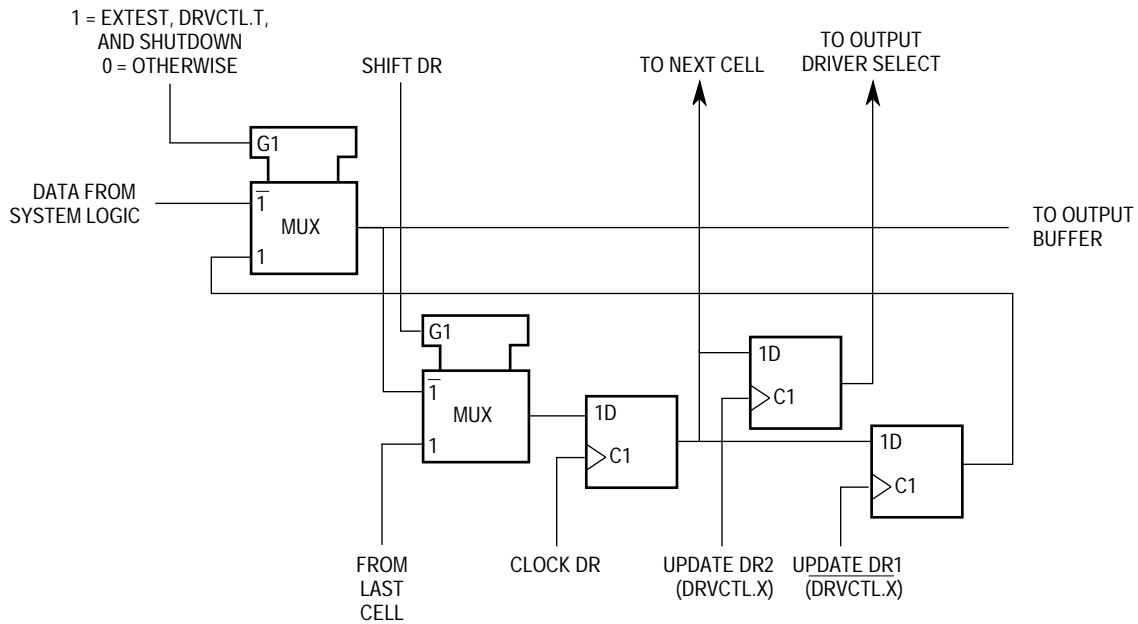 1 = EXTEST, DRVCTL.T,
AND SHUTDOWN
0 = OTHERWISE
SHIFT DR
TO NEXT CELL
TO OUTPUT
DRIVER SELECT
G1
DATA FROM
SYSTEM LOGIC
1̅
MUX
1
TO OUTPUT
BUFFER
G1
1̅
MUX
1
1D
C1
1D
C1
1D
C1
FROM
LAST
CELL
CLOCK DR
UPDATE DR2
(DRVCTL.X)
UPDATE DR1
(D̅R̅V̅C̅T̅L̅.̅X̅)